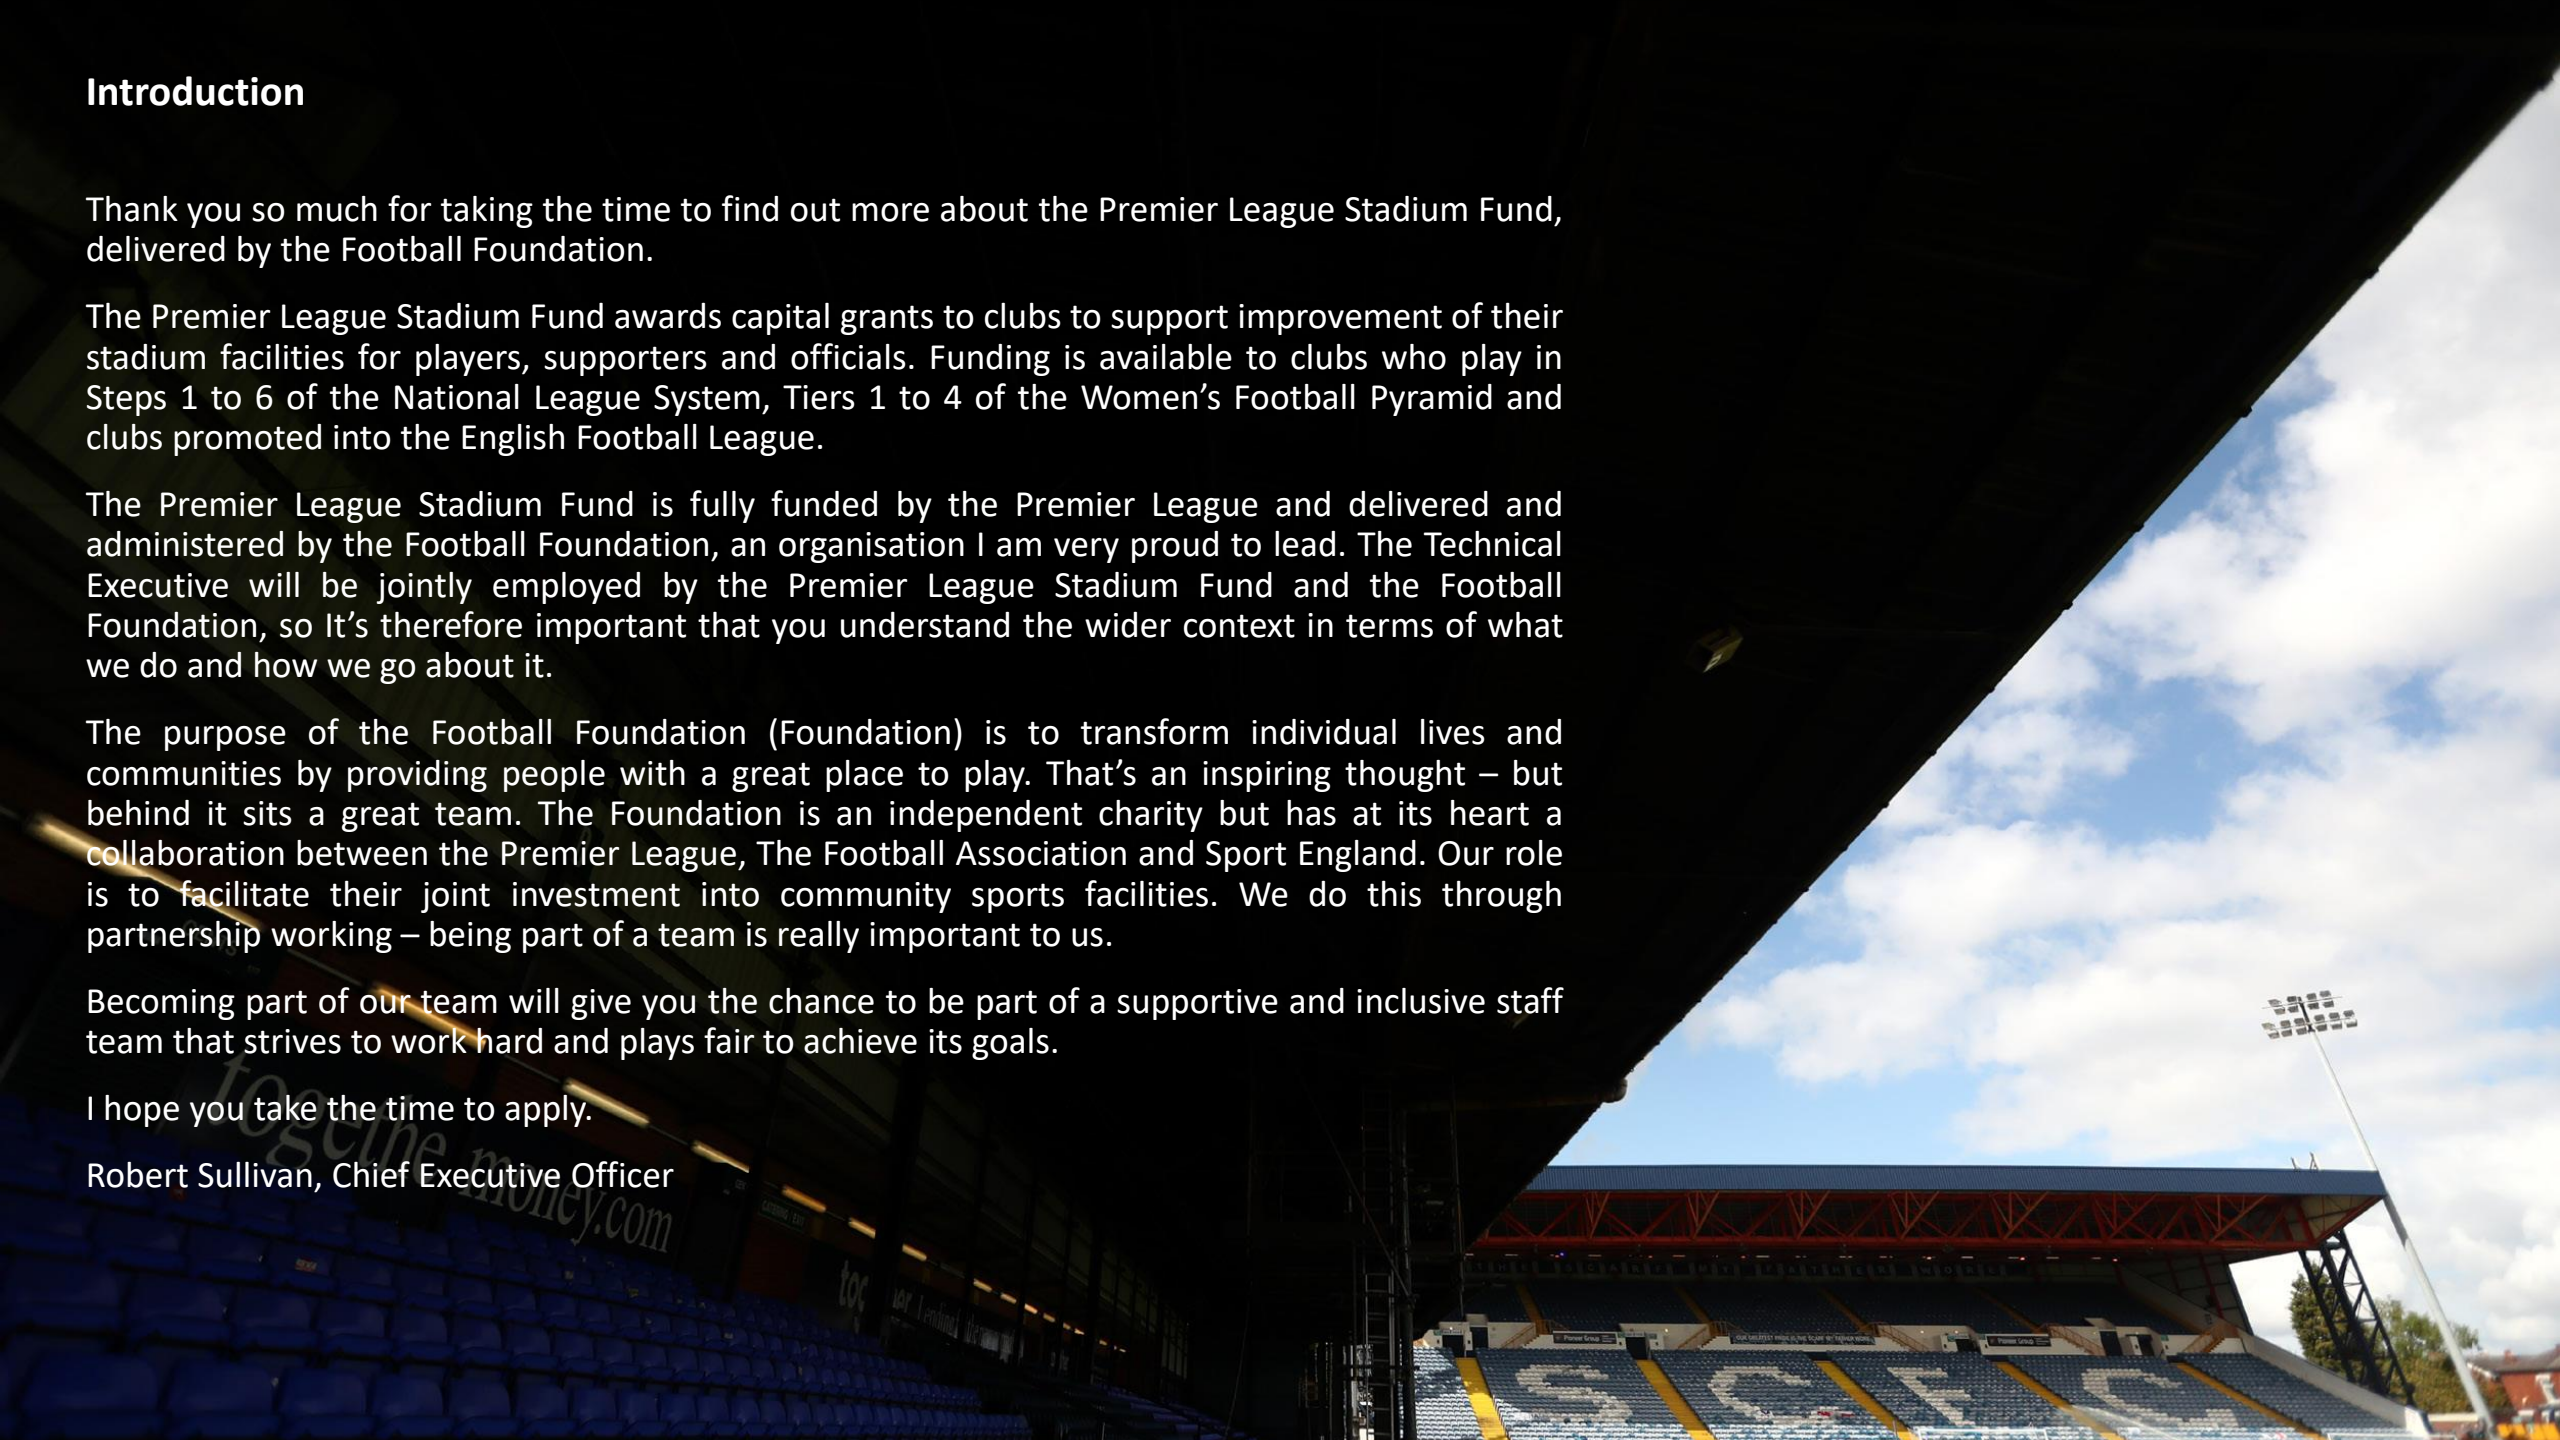 Introduction
Thank you so much for taking the time to find out more about the Premier League Stadium Fund,
delivered by the Football Foundation.
The Premier League Stadium Fund awards capital grants to clubs to support improvement of their
stadium facilities for players, supporters and officials. Funding is available to clubs who play in
Steps 1 to 6 of the National League System, Tiers 1 to 4 of the Women’s Football Pyramid and
clubs promoted into the English Football League.
The Premier League Stadium Fund is fully funded by the Premier League and delivered and
administered by the Football Foundation, an organisation I am very proud to lead. The Technical
Executive will be jointly employed by the Premier League Stadium Fund and the Football
Foundation, so It’s therefore important that you understand the wider context in terms of what
we do and how we go about it.
The purpose of the Football Foundation (Foundation) is to transform individual lives and
communities by providing people with a great place to play. That’s an inspiring thought – but
behind it sits a great team. The Foundation is an independent charity but has at its heart a
collaboration between the Premier League, The Football Association and Sport England. Our role
is to facilitate their joint investment into community sports facilities. We do this through
partnership working – being part of a team is really important to us.
Becoming part of our team will give you the chance to be part of a supportive and inclusive staff
team that strives to work hard and plays fair to achieve its goals.
I hope you take the time to apply.
Robert Sullivan, Chief Executive Officer
togethe money.com
THE SCARF MY FATHER WORE
Pioneer Group
Pioneer Group
S C F C